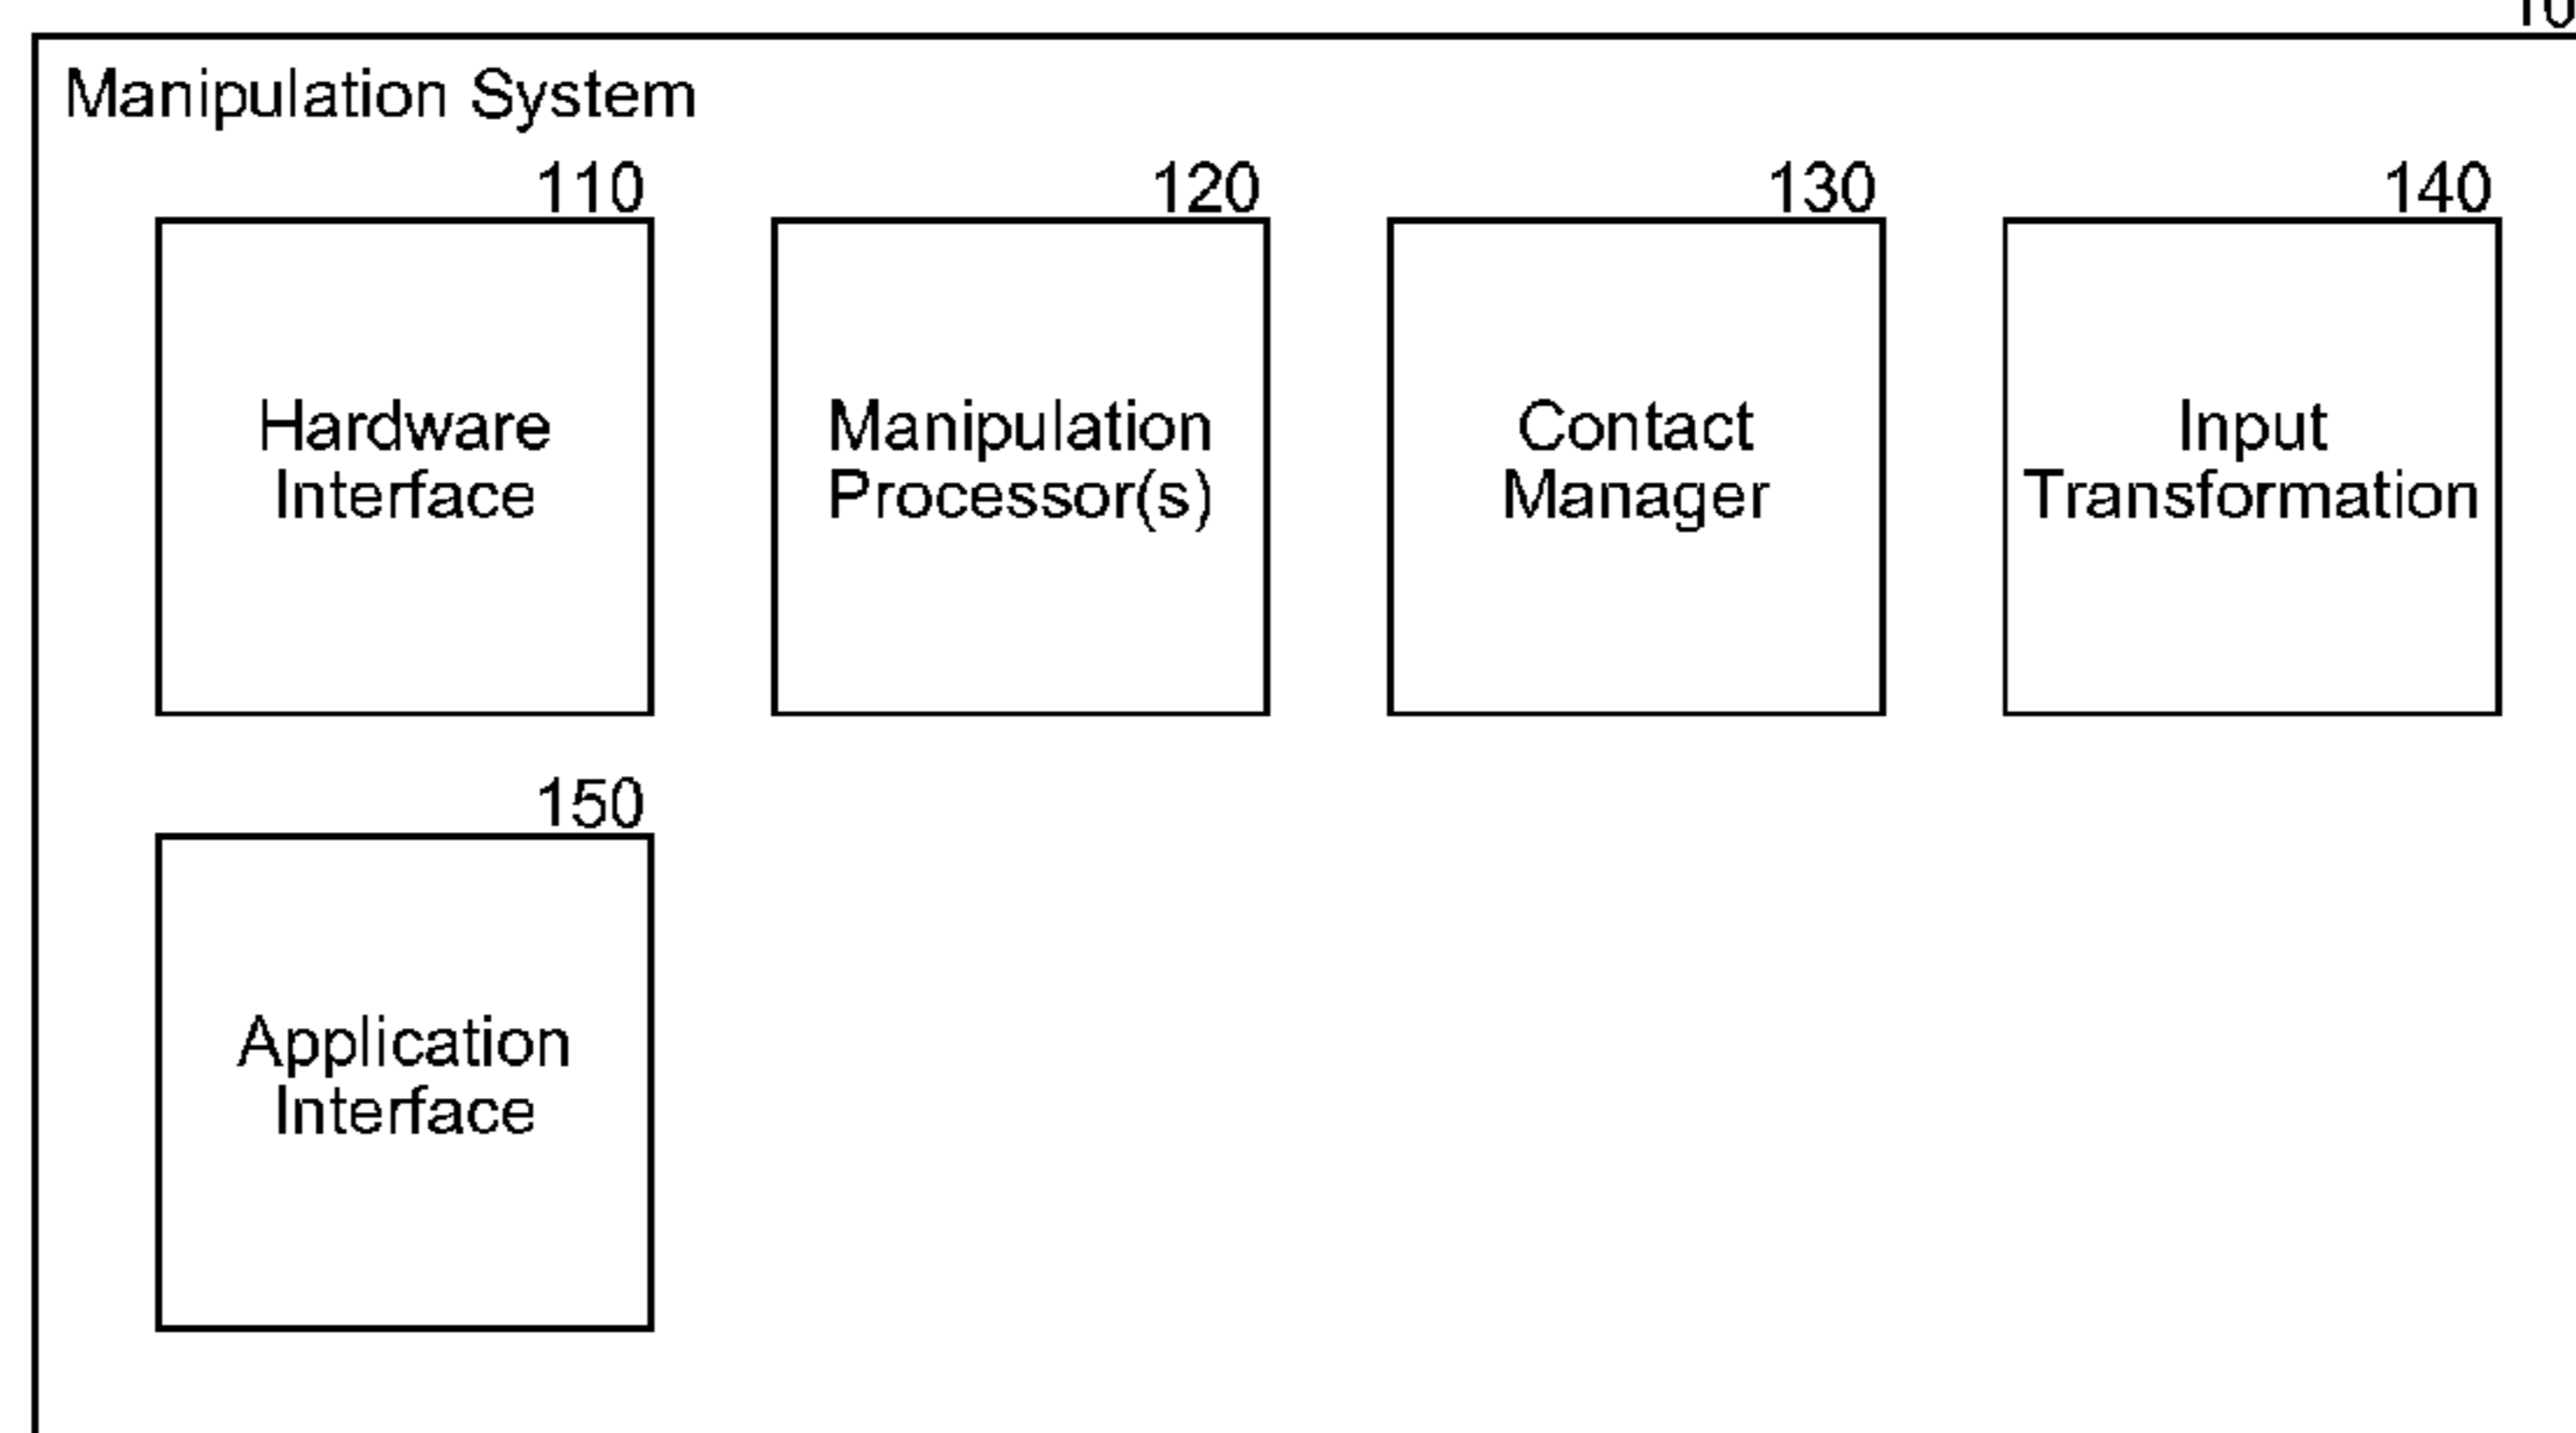 Manipulation System
110
120
130
140
Hardware
Interface
Manipulation
Processor(s)
Contact
Manager
Input
Transformation
150
Application
Interface